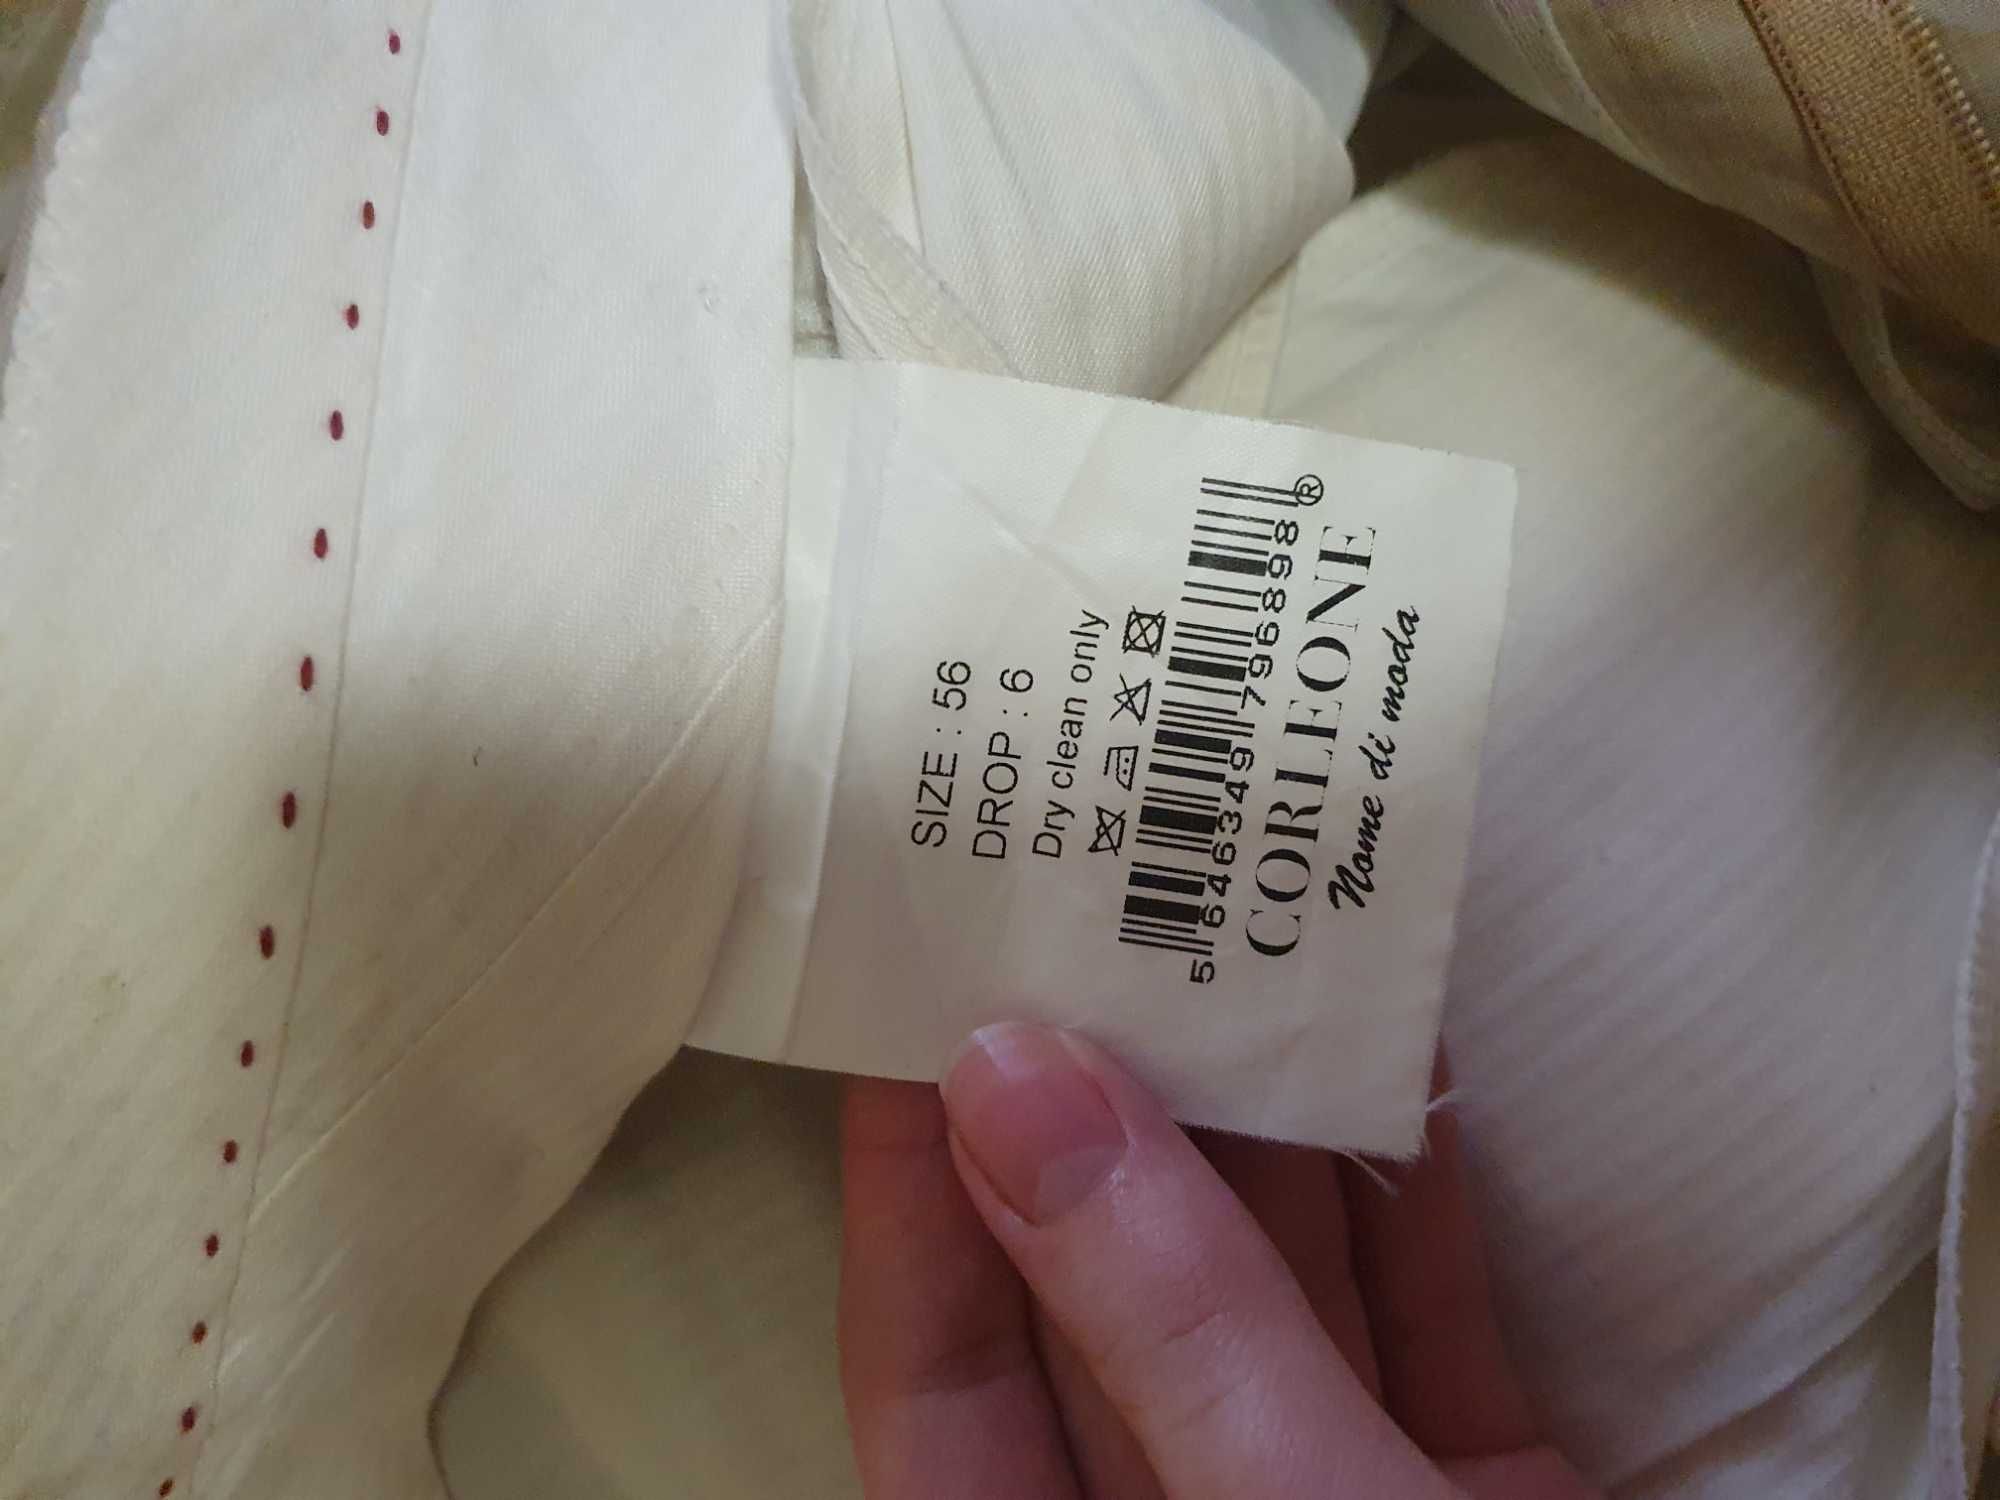 SIZE : 56
DROP : 6
Dry clean only
5 646349 796898
CORLEONE ®
Nome di moda